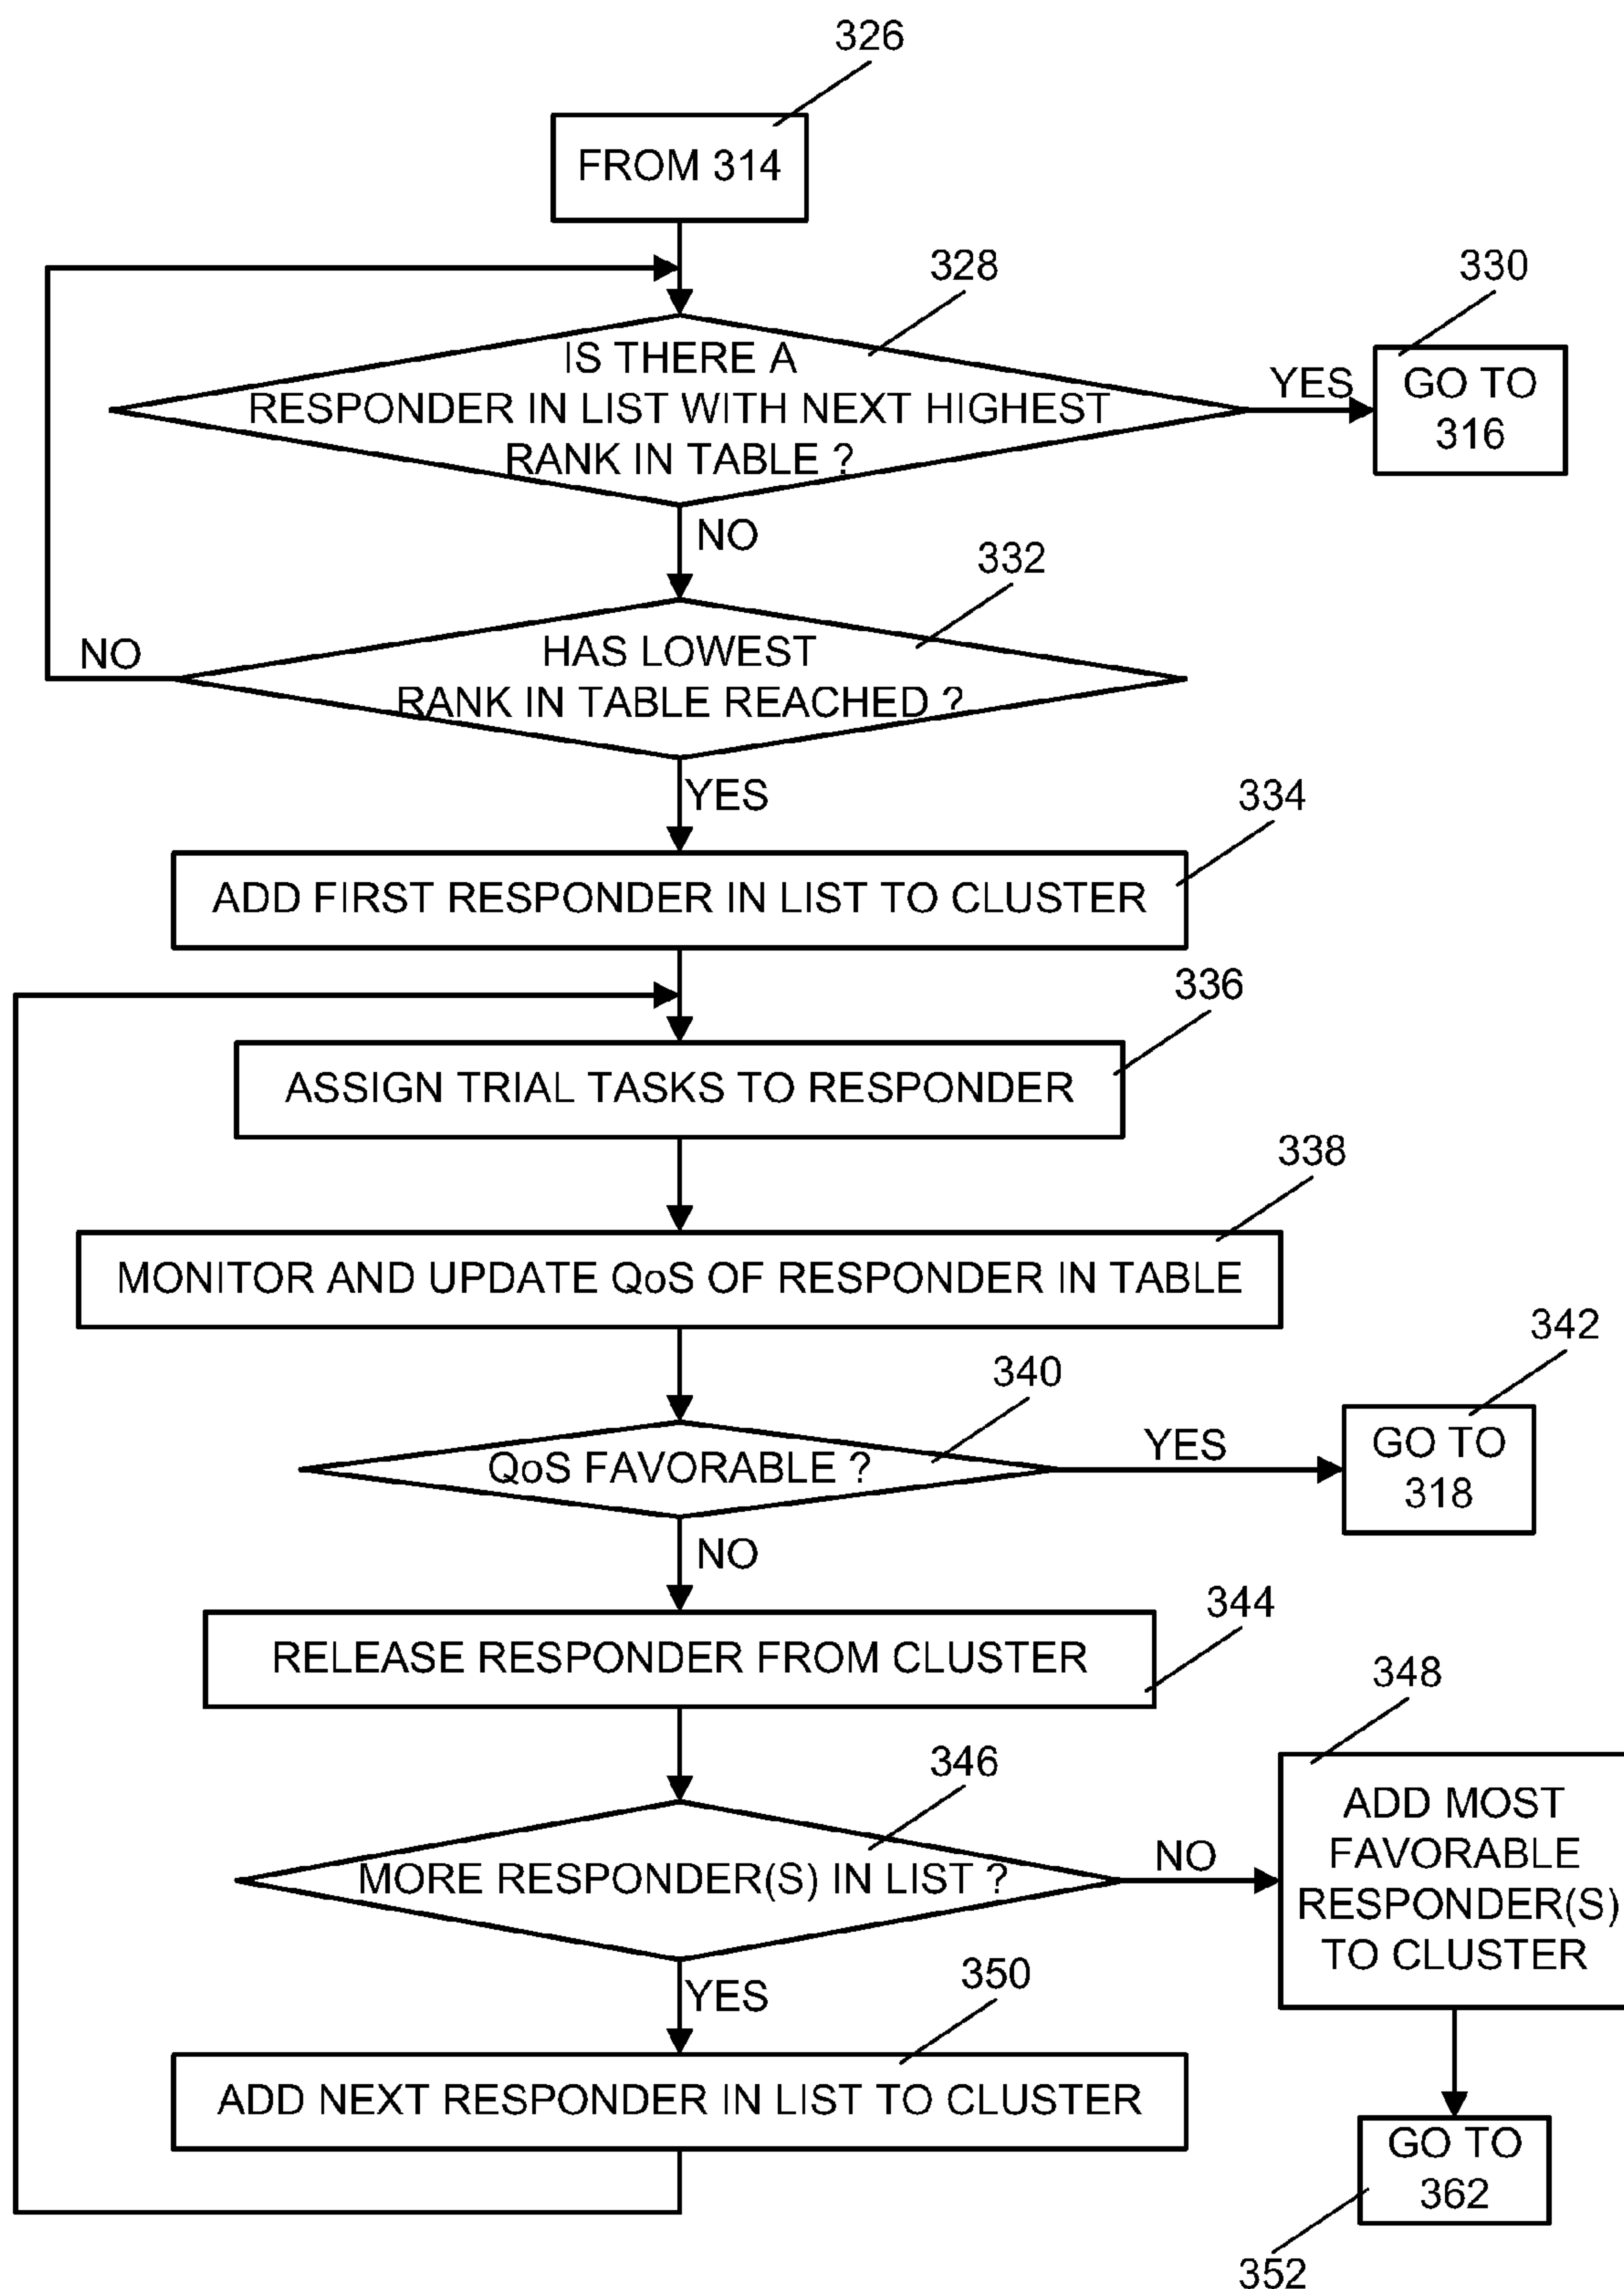 326
FROM 314
328
330
IS THERE A
RESPONDER IN LIST WITH NEXT HIGHEST
RANK IN TABLE ?
YES
GO TO
316
NO
332
HAS LOWEST
RANK IN TABLE REACHED ?
NO
YES
334
ADD FIRST RESPONDER IN LIST TO CLUSTER
336
ASSIGN TRIAL TASKS TO RESPONDER
338
MONITOR AND UPDATE QoS OF RESPONDER IN TABLE
340
342
QoS FAVORABLE ?
YES
GO TO
318
NO
344
RELEASE RESPONDER FROM CLUSTER
346
348
MORE RESPONDER(S) IN LIST ?
NO
ADD MOST
FAVORABLE
RESPONDER(S)
TO CLUSTER
YES
350
ADD NEXT RESPONDER IN LIST TO CLUSTER
GO TO
362
352